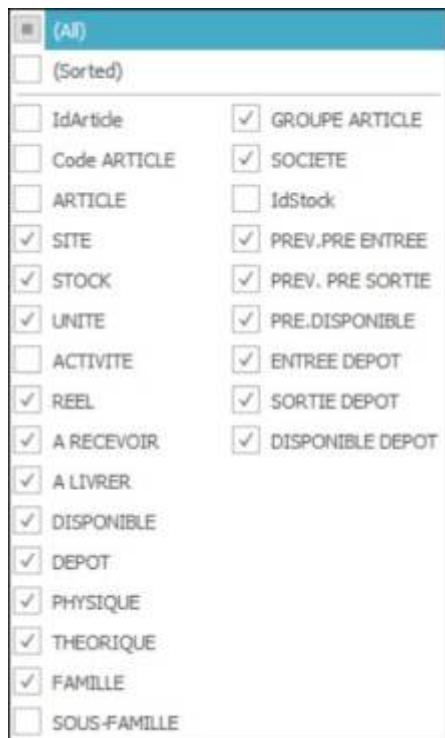 (All)
(Sorted)
IdArticle
Code ARTICLE
ARTICLE
SITE
STOCK
UNITE
ACTIVITE
REEL
A RECEVOIR
A LIVRER
DISPONIBLE
DEPOT
PHYSIQUE
THEORIQUE
FAMILLE
SOUS-FAMILLE
GROUPE ARTICLE
SOCIETE
IdStock
PREV.PRE ENTREE
PREV. PRE SORTIE
PRE.DISPONIBLE
ENTREE DEPOT
SORTIE DEPOT
DISPONIBLE DEPOT